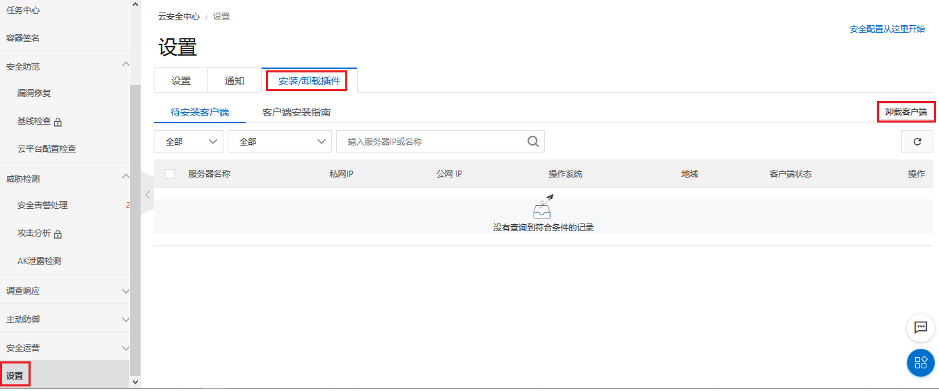 任务中心
容器签名
安全防范
漏洞修复
基线检查
云平台配置检查
威胁检测
安全告警处理 2
攻击分析
AK泄露检测
调查响应
主动防御
安全运营
设置
云安全中心 / 设置
设置
安全配置从这里开始
设置 通知 安装/卸载插件
待安装客户端 客户端安装指南 卸载客户端
全部 全部 输入服务器IP或名称
服务器名称 私网IP 公网 IP 操作系统 地域 客户端状态 操作
没有查询到符合条件的记录